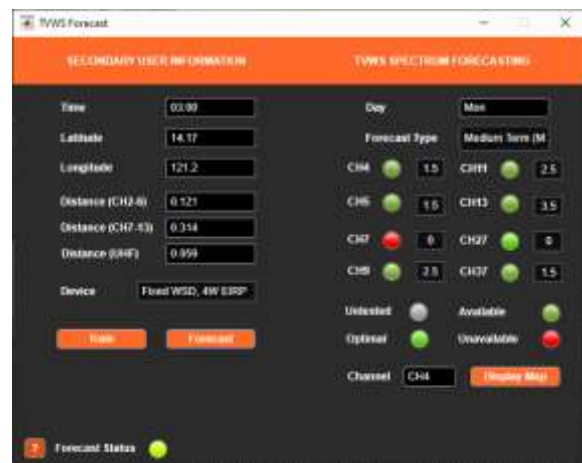 TVWS Forecast
SECONDARY USER INFORMATION
Time 03:00
Latitude 14.17
Longitude 121.2
Distance (CH2-6) 0.121
Distance (CH7-13) 0.314
Distance (UHF) 0.059
Device Fixed WSD, 4W EIRP
Train Forecast
? Forecast Status
TVWS SPECTRUM FORECASTING
Day Mon
Forecast Type Medium Term (M
CH4 1.5 CH11 2.5
CH5 1.5 CH13 3.5
CH7 0 CH27 0
CH9 2.5 CH37 1.5
Untested Available
Optimal Unavailable
Channel CH4 Display Map